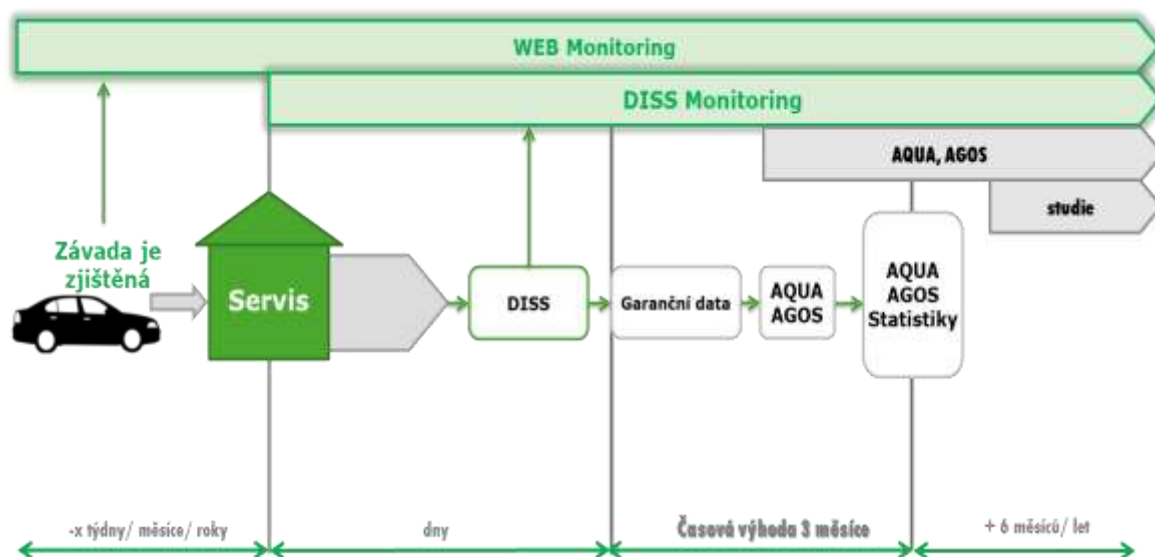 WEB Monitoring
DISS Monitoring
AQUA, AGOS
studie
Závada je
zjištěná
Servis
DISS
Garanční data
AQUA
AGOS
AQUA
AGOS
Statistiky
-x týdny/ měsíce/ roky
dny
Časová výhoda 3 měsíce
+ 6 měsíců/ let